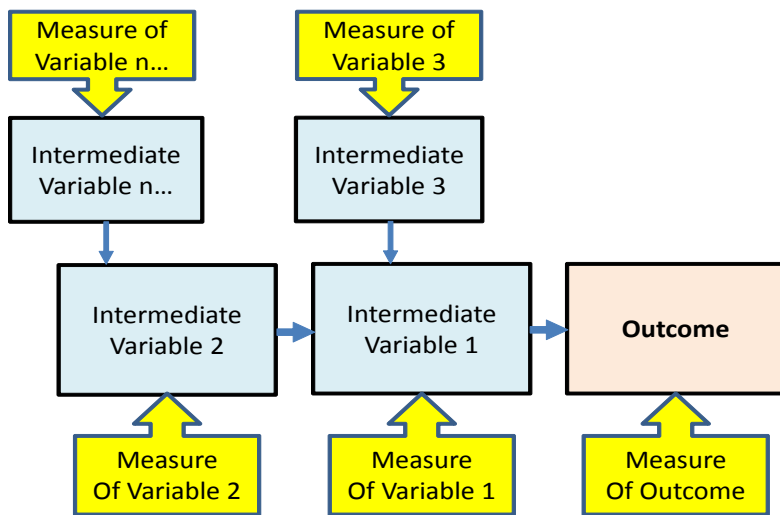 Measure of
Variable n...
Measure of
Variable 3
Intermediate
Variable n...
Intermediate
Variable 3
Intermediate
Variable 2
Intermediate
Variable 1
Outcome
Measure
Of Variable 2
Measure
Of Variable 1
Measure
Of Outcome